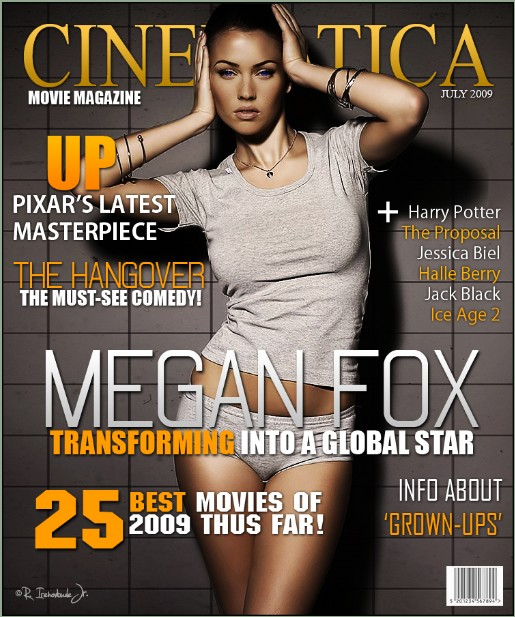 CINEMATICA
MOVIE MAGAZINE
JULY 2009
UP
PIXAR'S LATEST
MASTERPIECE
THE HANGOVER
THE MUST-SEE COMEDY!
+ Harry Potter
The Proposal
Jessica Biel
Halle Berry
Jack Black
Ice Age 2
MEGAN FOX
TRANSFORMING INTO A GLOBAL STAR
25 BEST MOVIES OF
2009 THUS FAR!
INFO ABOUT
'GROWN-UPS'